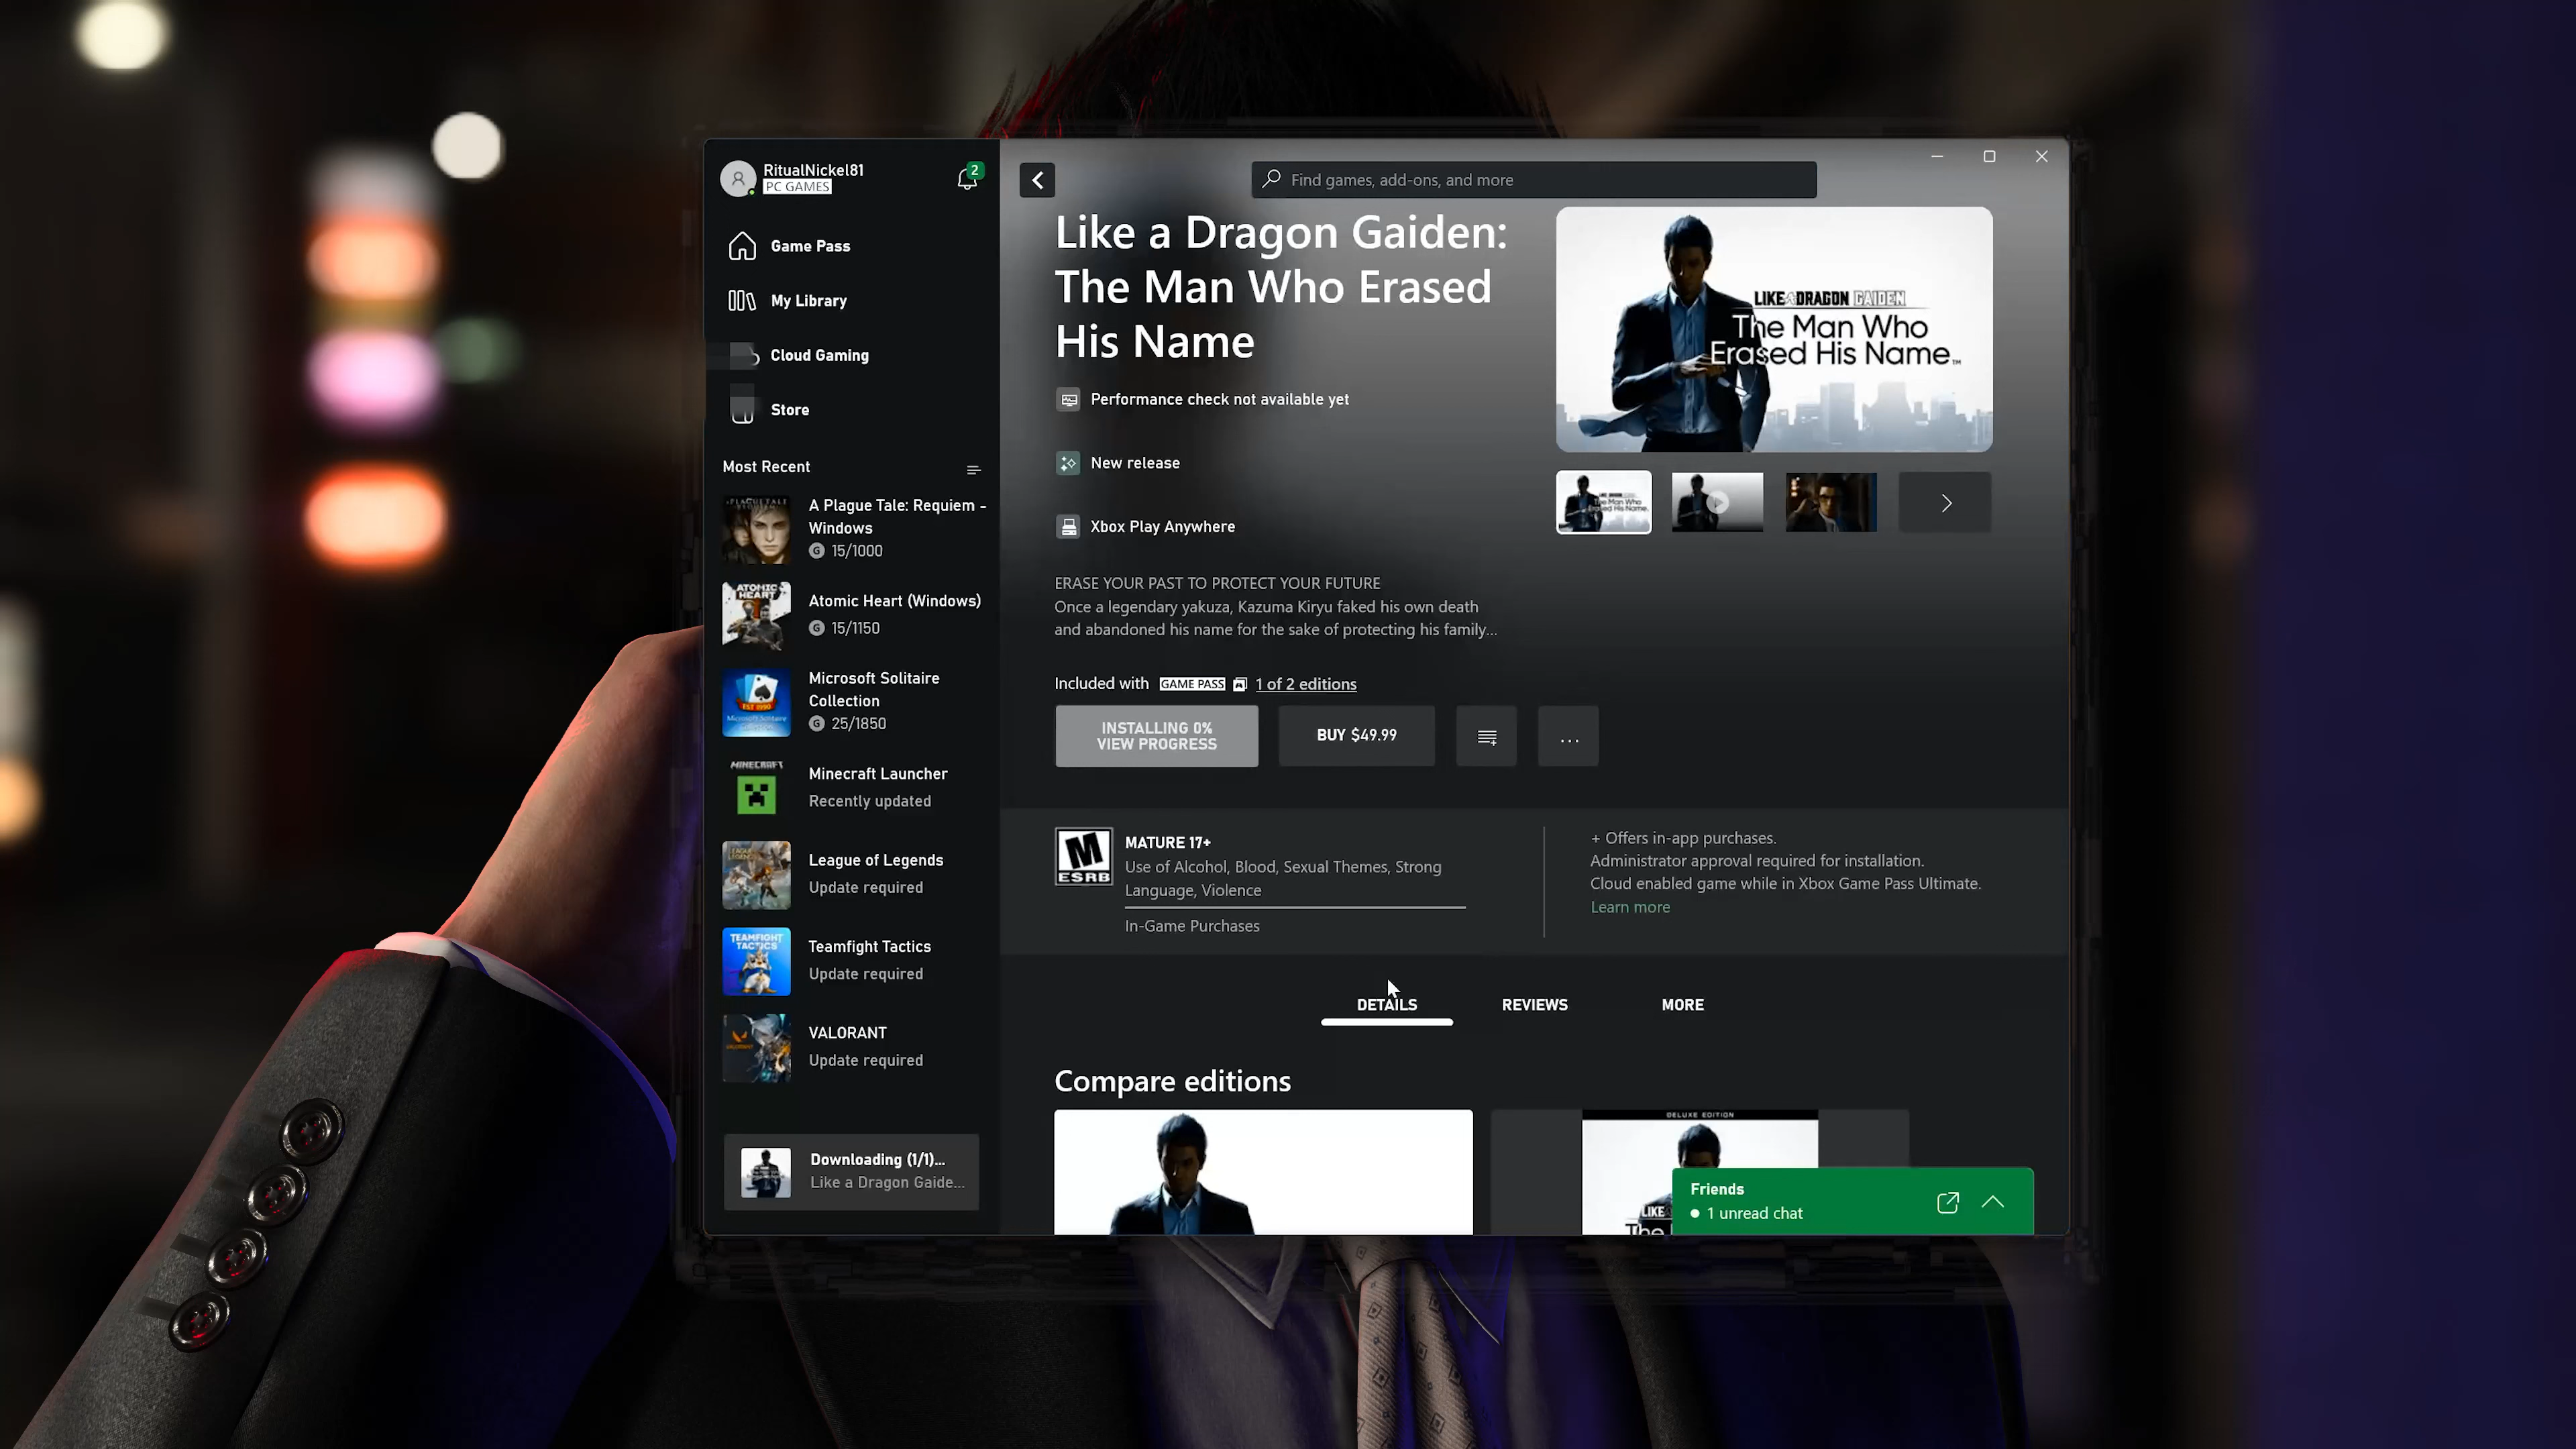 RitualNickel81
PC GAMES
2
Game Pass
My Library
Cloud Gaming
Store
Most Recent
A Plague Tale: Requiem -
Windows
15/1000
Atomic Heart (Windows)
15/1150
Microsoft Solitaire
Collection
25/1850
Minecraft Launcher
Recently updated
League of Legends
Update required
Teamfight Tactics
Update required
VALORANT
Update required
Downloading (1/1)...
Like a Dragon Gaide...
Find games, add-ons, and more
Like a Dragon Gaiden:
The Man Who Erased
His Name
Performance check not available yet
New release
Xbox Play Anywhere
LIKE A DRAGON GAIDEN
The Man Who
Erased His Name™
ERASE YOUR PAST TO PROTECT YOUR FUTURE
Once a legendary yakuza, Kazuma Kiryu faked his own death
and abandoned his name for the sake of protecting his family...
Included with GAME PASS 1 of 2 editions
INSTALLING 0%
VIEW PROGRESS
BUY $49.99
...
M
ESRB
MATURE 17+
Use of Alcohol, Blood, Sexual Themes, Strong
Language, Violence
In-Game Purchases
+ Offers in-app purchases.
Administrator approval required for installation.
Cloud enabled game while in Xbox Game Pass Ultimate.
Learn more
DETAILS
REVIEWS
MORE
Compare editions
DELUXE EDITION
LIKE
The
Friends
1 unread chat